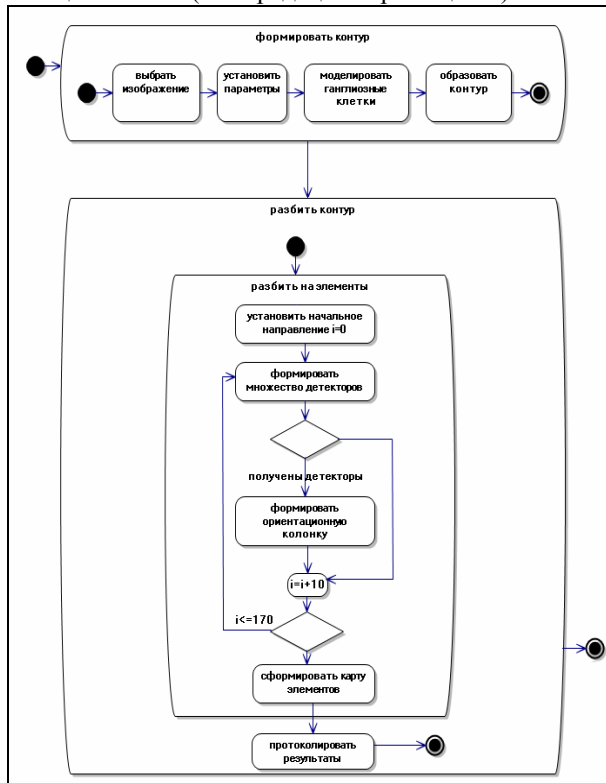 формировать контур
выбрать
изображение
установить
параметры
моделировать
ганглиозные
клетки
образовать
контур
разбить контур
разбить на элементы
установить начальное
направление i=0
формировать
множество детекторов
получены детекторы
формировать
ориентационную
колонку
i=i+10
i<=170
сформировать карту
элементов
протоколировать
результаты